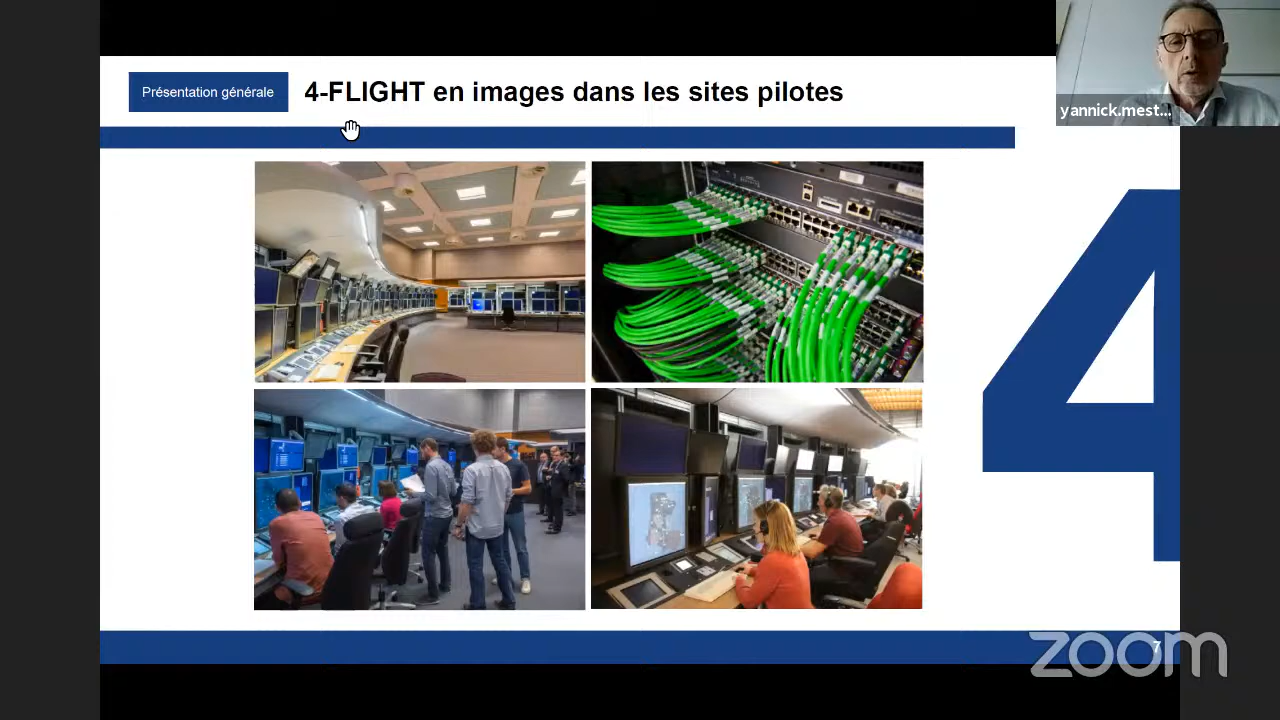 Présentation générale
4-FLIGHT en images dans les sites pilotes
yannick.mest...
4
7
zoom